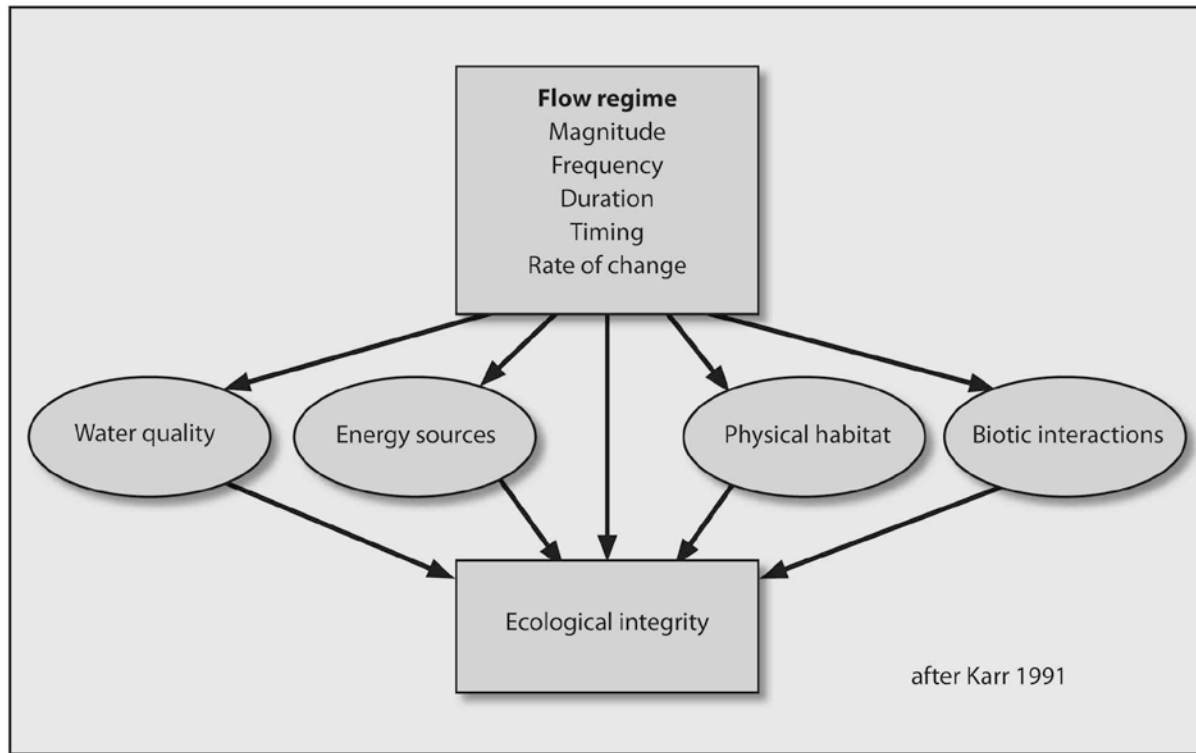 Flow regime
Magnitude
Frequency
Duration
Timing
Rate of change
Water quality
Energy sources
Physical habitat
Biotic interactions
Ecological integrity
after Karr 1991